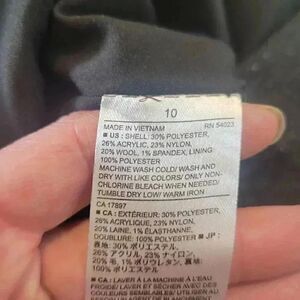 10
MADE IN VIETNAM RN 54023
■ US : SHELL: 30% POLYESTER,
26% ACRYLIC, 23% NYLON,
20% WOOL, 1% SPANDEX, LINING
100% POLYESTER
MACHINE WASH COLD/ WASH AND
DRY WITH LIKE COLORS/ ONLY NON-
CHLORINE BLEACH WHEN NEEDED/
TUMBLE DRY LOW/ WARM IRON
CA 17897
■ CA : EXTÉRIEUR: 30% POLYESTER,
26% ACRYLIQUE, 23% NYLON,
20% LAINE, 1% ÉLASTHANNE,
DOUBLURE: 100% POLYESTER ■ JP :
表地: 30% ポリエステル,
26% アクリル, 23% ナイロン,
20% 毛, 1% ポリウレタン, 裏地:
100% ポリエステル
■ CA : LAVER À LA MACHINE À L'EAU
FROIDE/ LAVER ET SÉCHER AVEC DES
COULEURS SEMBLABLES/